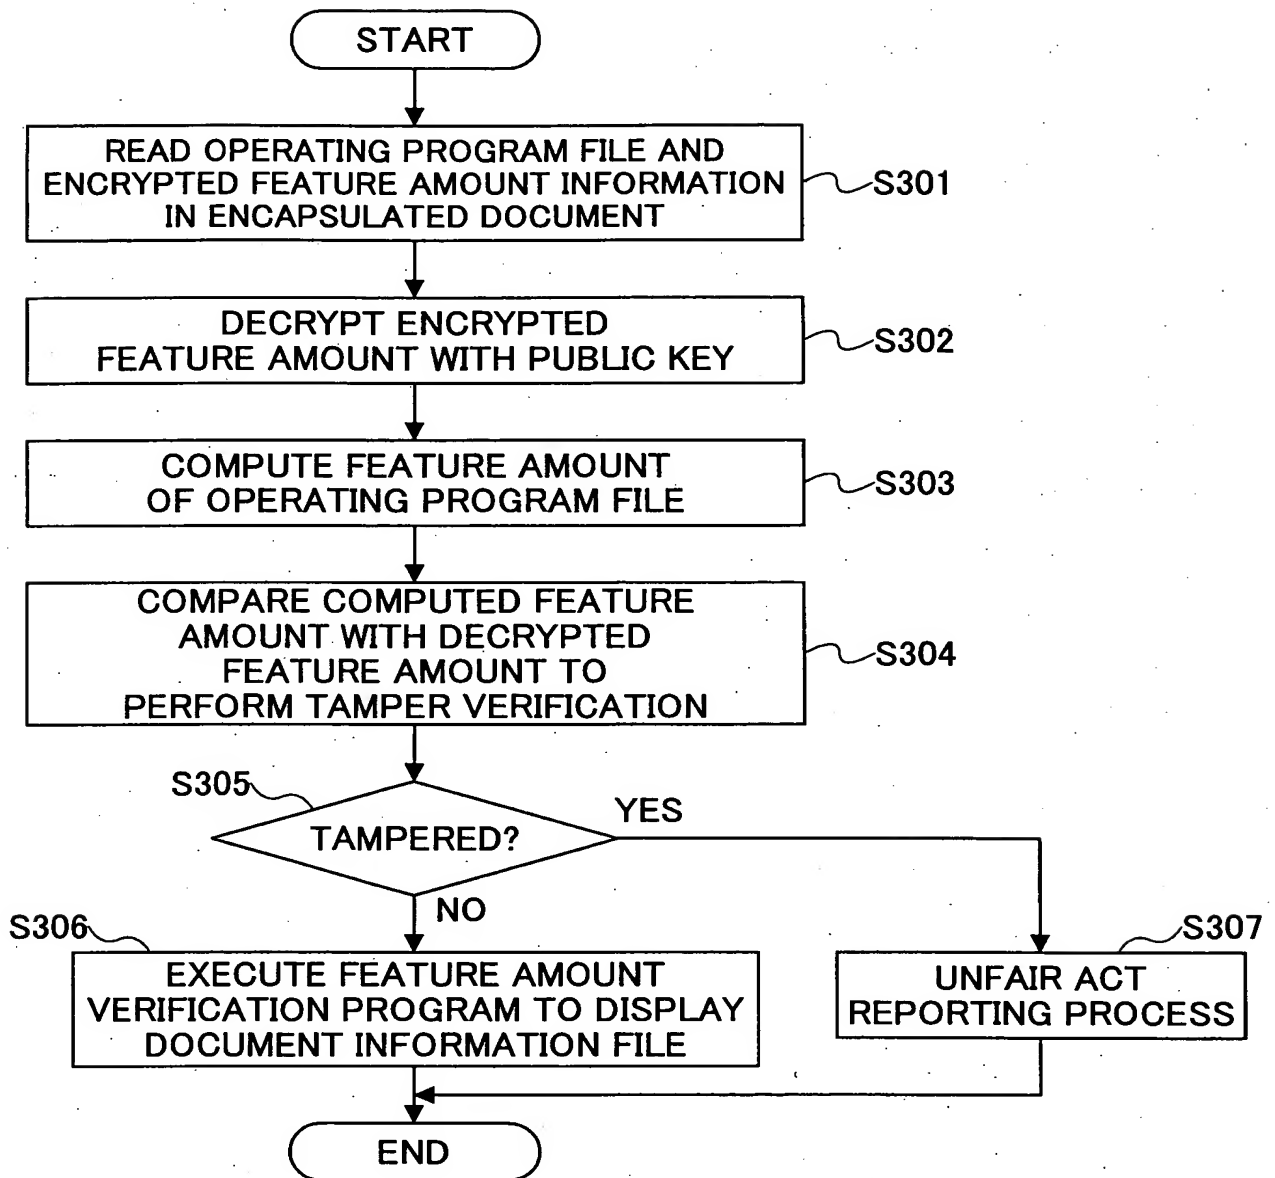 START
READ OPERATING PROGRAM FILE AND
ENCRYPTED FEATURE AMOUNT INFORMATION
IN ENCAPSULATED DOCUMENT
S301
DECRYPT ENCRYPTED
FEATURE AMOUNT WITH PUBLIC KEY
S302
COMPUTE FEATURE AMOUNT
OF OPERATING PROGRAM FILE
S303
COMPARE COMPUTED FEATURE
AMOUNT WITH DECRYPTED
FEATURE AMOUNT TO
PERFORM TAMPER VERIFICATION
S304
S305
TAMPERED?
YES
NO
S306
EXECUTE FEATURE AMOUNT
VERIFICATION PROGRAM TO DISPLAY
DOCUMENT INFORMATION FILE
S307
UNFAIR ACT
REPORTING PROCESS
END